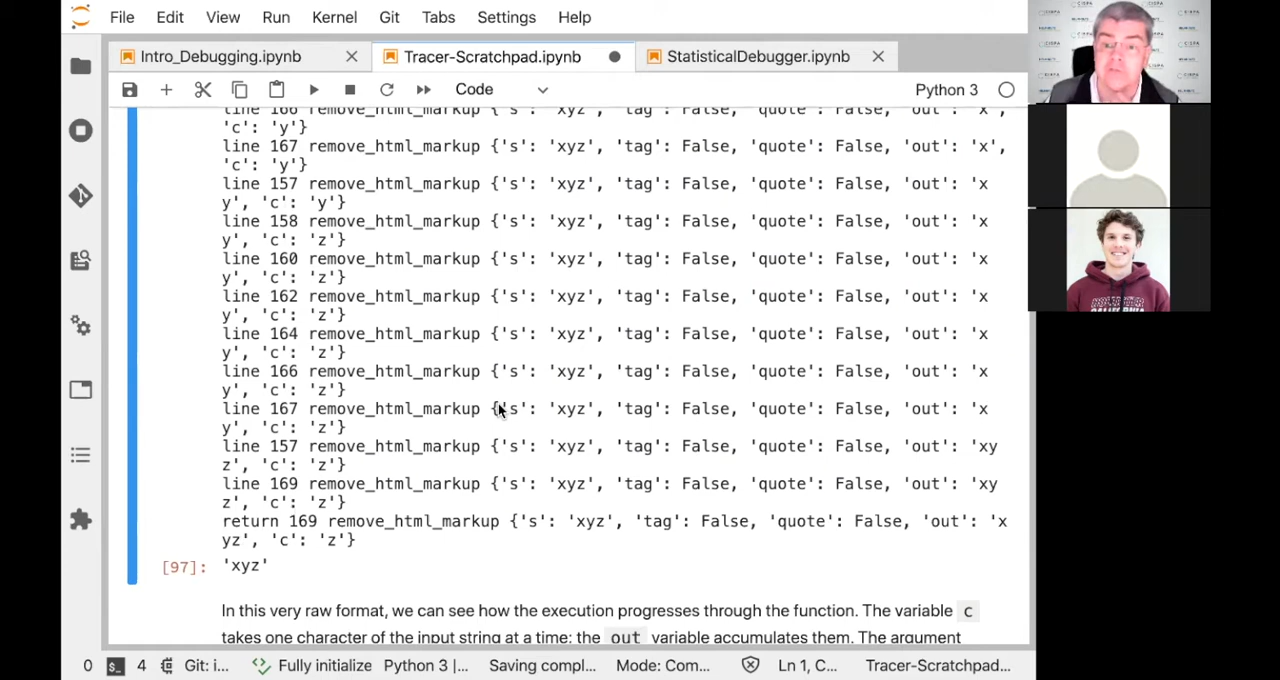 File Edit View Run Kernel Git Tabs Settings Help
Intro_Debugging.ipynb Tracer-Scratchpad.ipynb StatisticalDebugger.ipynb
Code Python 3
line 166 remove_html_markup {'s': 'xyz', 'tag': False, 'quote': False, 'out': 'x',
'c': 'y'}
line 167 remove_html_markup {'s': 'xyz', 'tag': False, 'quote': False, 'out': 'x',
'c': 'y'}
line 157 remove_html_markup {'s': 'xyz', 'tag': False, 'quote': False, 'out': 'x
y', 'c': 'y'}
line 158 remove_html_markup {'s': 'xyz', 'tag': False, 'quote': False, 'out': 'x
y', 'c': 'z'}
line 160 remove_html_markup {'s': 'xyz', 'tag': False, 'quote': False, 'out': 'x
y', 'c': 'z'}
line 162 remove_html_markup {'s': 'xyz', 'tag': False, 'quote': False, 'out': 'x
y', 'c': 'z'}
line 164 remove_html_markup {'s': 'xyz', 'tag': False, 'quote': False, 'out': 'x
y', 'c': 'z'}
line 166 remove_html_markup {'s': 'xyz', 'tag': False, 'quote': False, 'out': 'x
y', 'c': 'z'}
line 167 remove_html_markup {'s': 'xyz', 'tag': False, 'quote': False, 'out': 'x
y', 'c': 'z'}
line 157 remove_html_markup {'s': 'xyz', 'tag': False, 'quote': False, 'out': 'xy
z', 'c': 'z'}
line 169 remove_html_markup {'s': 'xyz', 'tag': False, 'quote': False, 'out': 'xy
z', 'c': 'z'}
return 169 remove_html_markup {'s': 'xyz', 'tag': False, 'quote': False, 'out': 'x
yz', 'c': 'z'}
[97]: 'xyz'
In this very raw format, we can see how the execution progresses through the function. The variable c
takes one character of the input string at a time; the out variable accumulates them. The argument
0 4 Git: i... Fully initialize Python 3 |... Saving compl... Mode: Com... Ln 1, C... Tracer-Scratchpad...